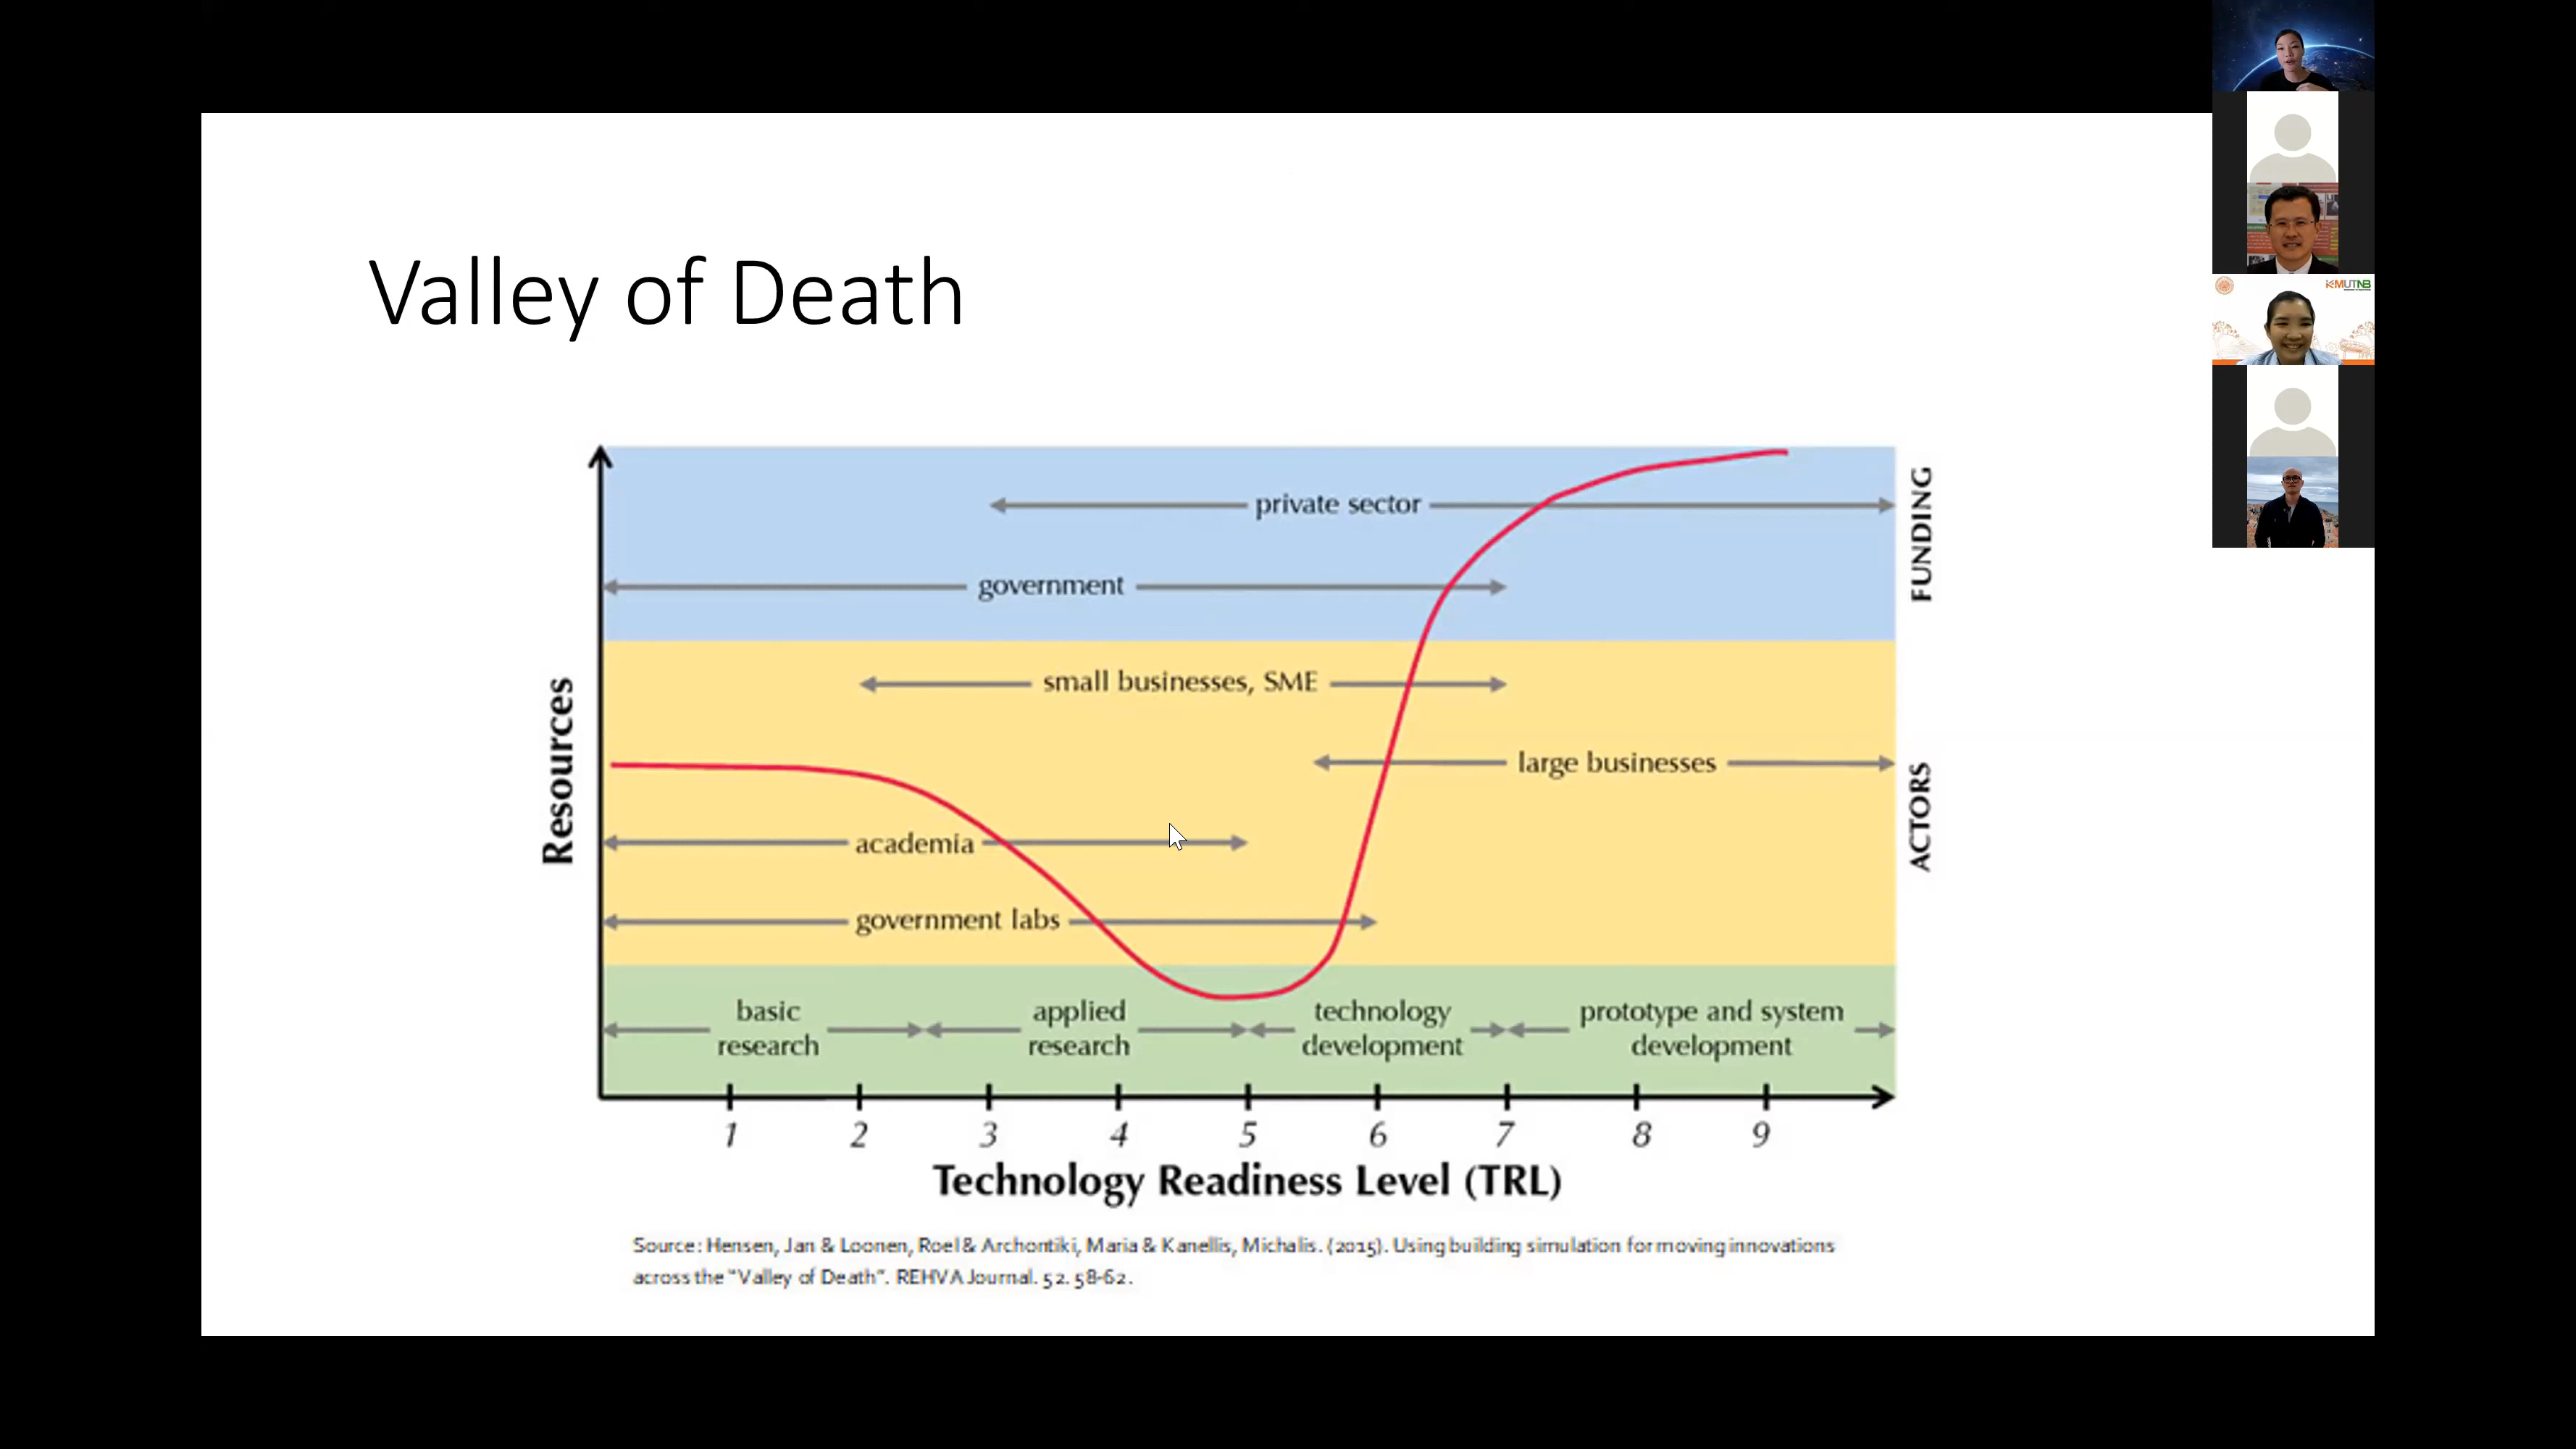 Valley of Death
private sector
government
FUNDING
small businesses, SME
large businesses
Resources
ACTORS
academia
government labs
basic
research
applied
research
technology
development
prototype and system
development
1 2 3 4 5 6 7 8 9
Technology Readiness Level (TRL)
Source: Hensen, Jan & Loonen, Roel & Archontiki, Maria & Kanellis, Michalis. (2015). Using building simulation for moving innovations
across the "Valley of Death". REHVA Journal. 52. 58-62.
KMUTNB